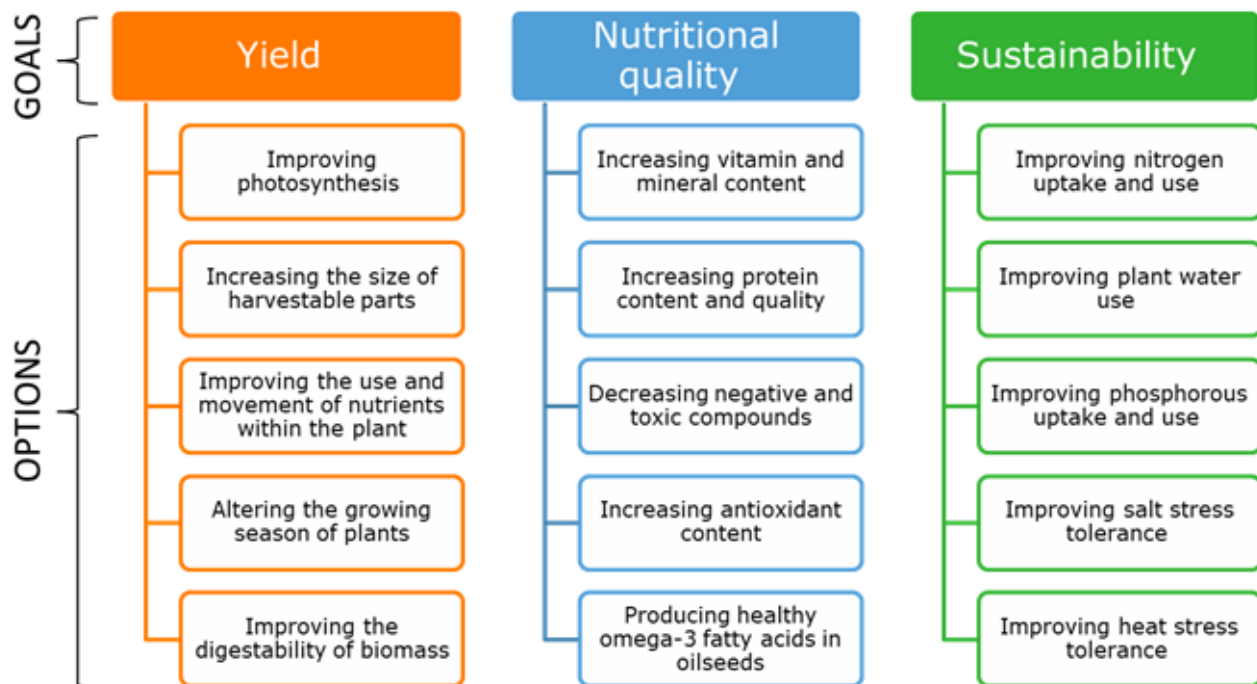 GOALS
Yield
Nutritional
quality
Sustainability
OPTIONS
Improving
photosynthesis
Increasing the size of
harvestable parts
Improving the use and
movement of nutrients
within the plant
Altering the growing
season of plants
Improving the
digestability of biomass
Increasing vitamin and
mineral content
Increasing protein
content and quality
Decreasing negative and
toxic compounds
Increasing antioxidant
content
Producing healthy
omega-3 fatty acids in
oilseeds
Improving nitrogen
uptake and use
Improving plant water
use
Improving phosphorous
uptake and use
Improving salt stress
tolerance
Improving heat stress
tolerance